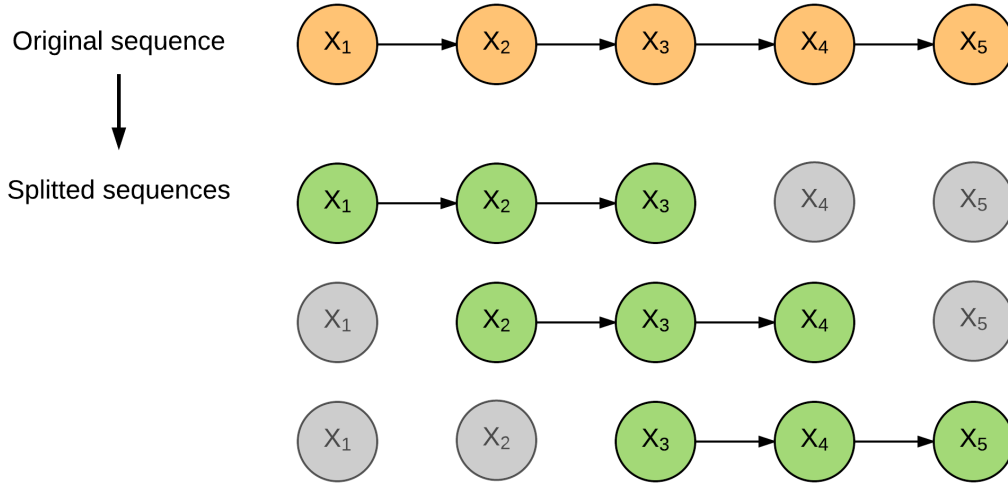 Original sequence X₁ X₂ X₃ X₄ X₅
Splitted sequences X₁ X₂ X₃ X₄ X₅
X₁ X₂ X₃ X₄ X₅
X₁ X₂ X₃ X₄ X₅